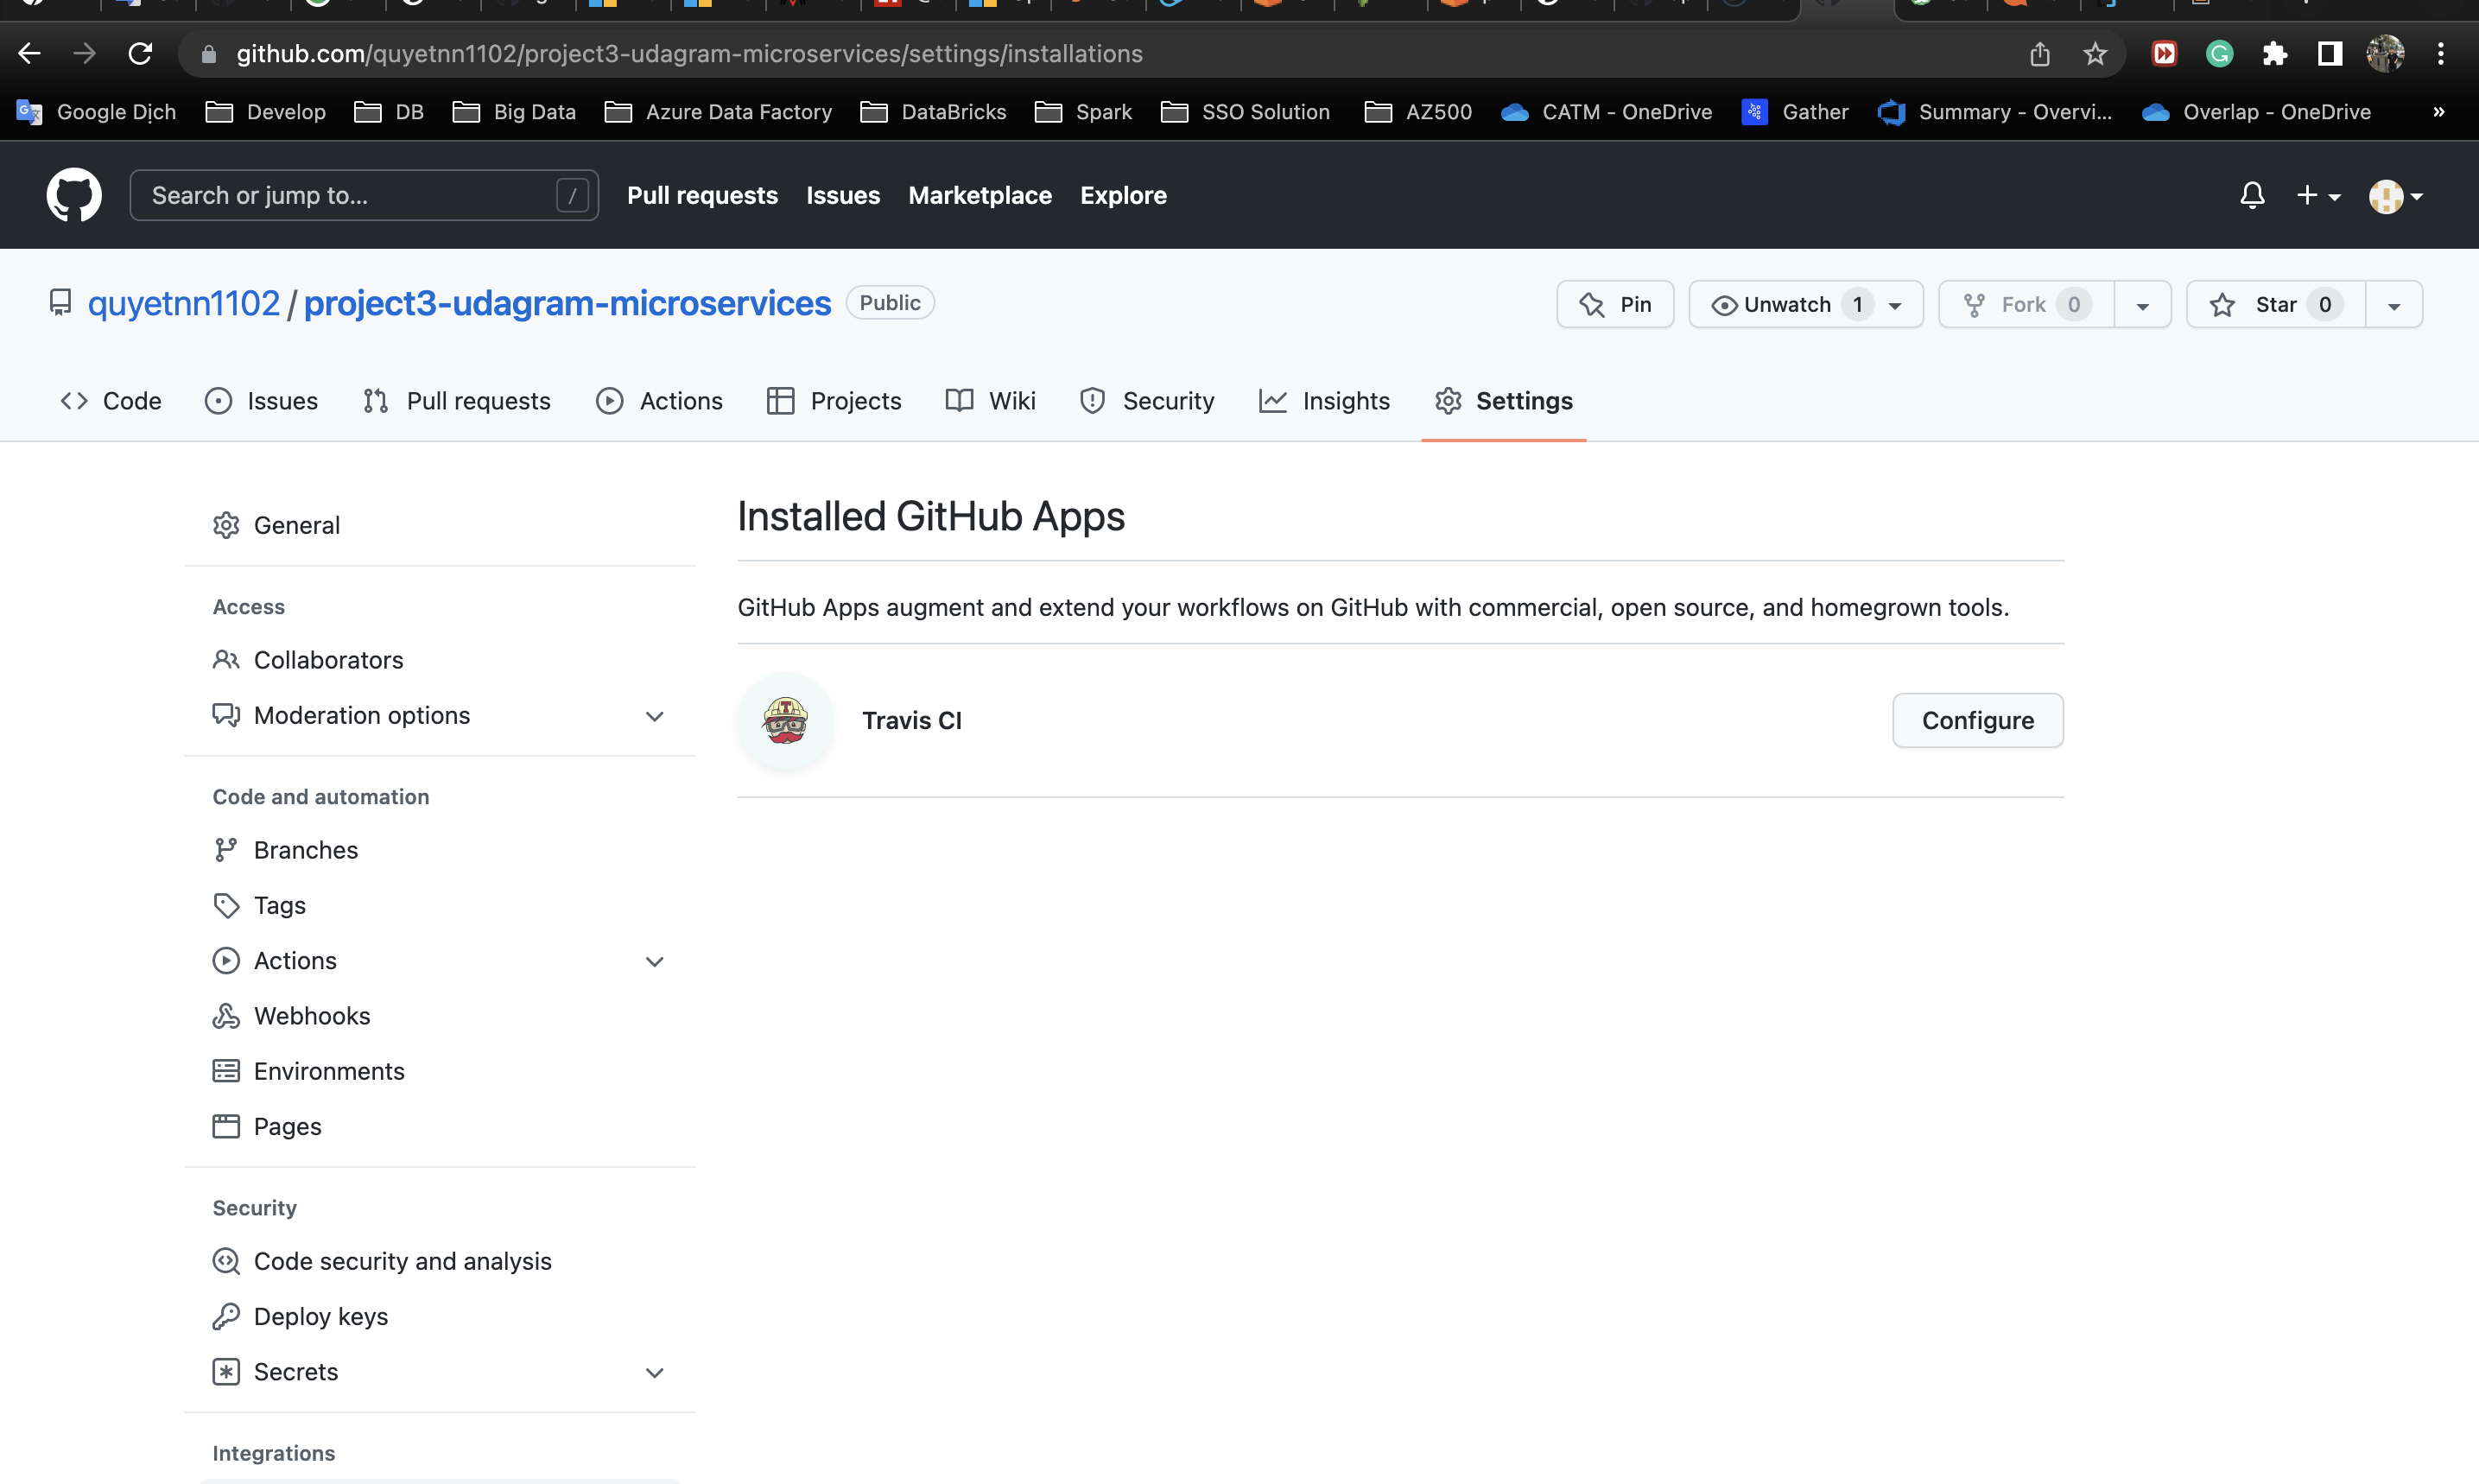 github.com/quyetnn1102/project3-udagram-microservices/settings/installations
Google Dịch Develop DB Big Data Azure Data Factory DataBricks Spark SSO Solution AZ500 CATM - OneDrive Gather Summary - Overvi... Overlap - OneDrive »
Search or jump to... / Pull requests Issues Marketplace Explore
quyetnn1102 / project3-udagram-microservices Public Pin Unwatch 1 Fork 0 Star 0
Code Issues Pull requests Actions Projects Wiki Security Insights Settings
Installed GitHub Apps
GitHub Apps augment and extend your workflows on GitHub with commercial, open source, and homegrown tools.
Travis CI Configure
General
Access
Collaborators
Moderation options
Code and automation
Branches
Tags
Actions
Webhooks
Environments
Pages
Security
Code security and analysis
Deploy keys
Secrets
Integrations